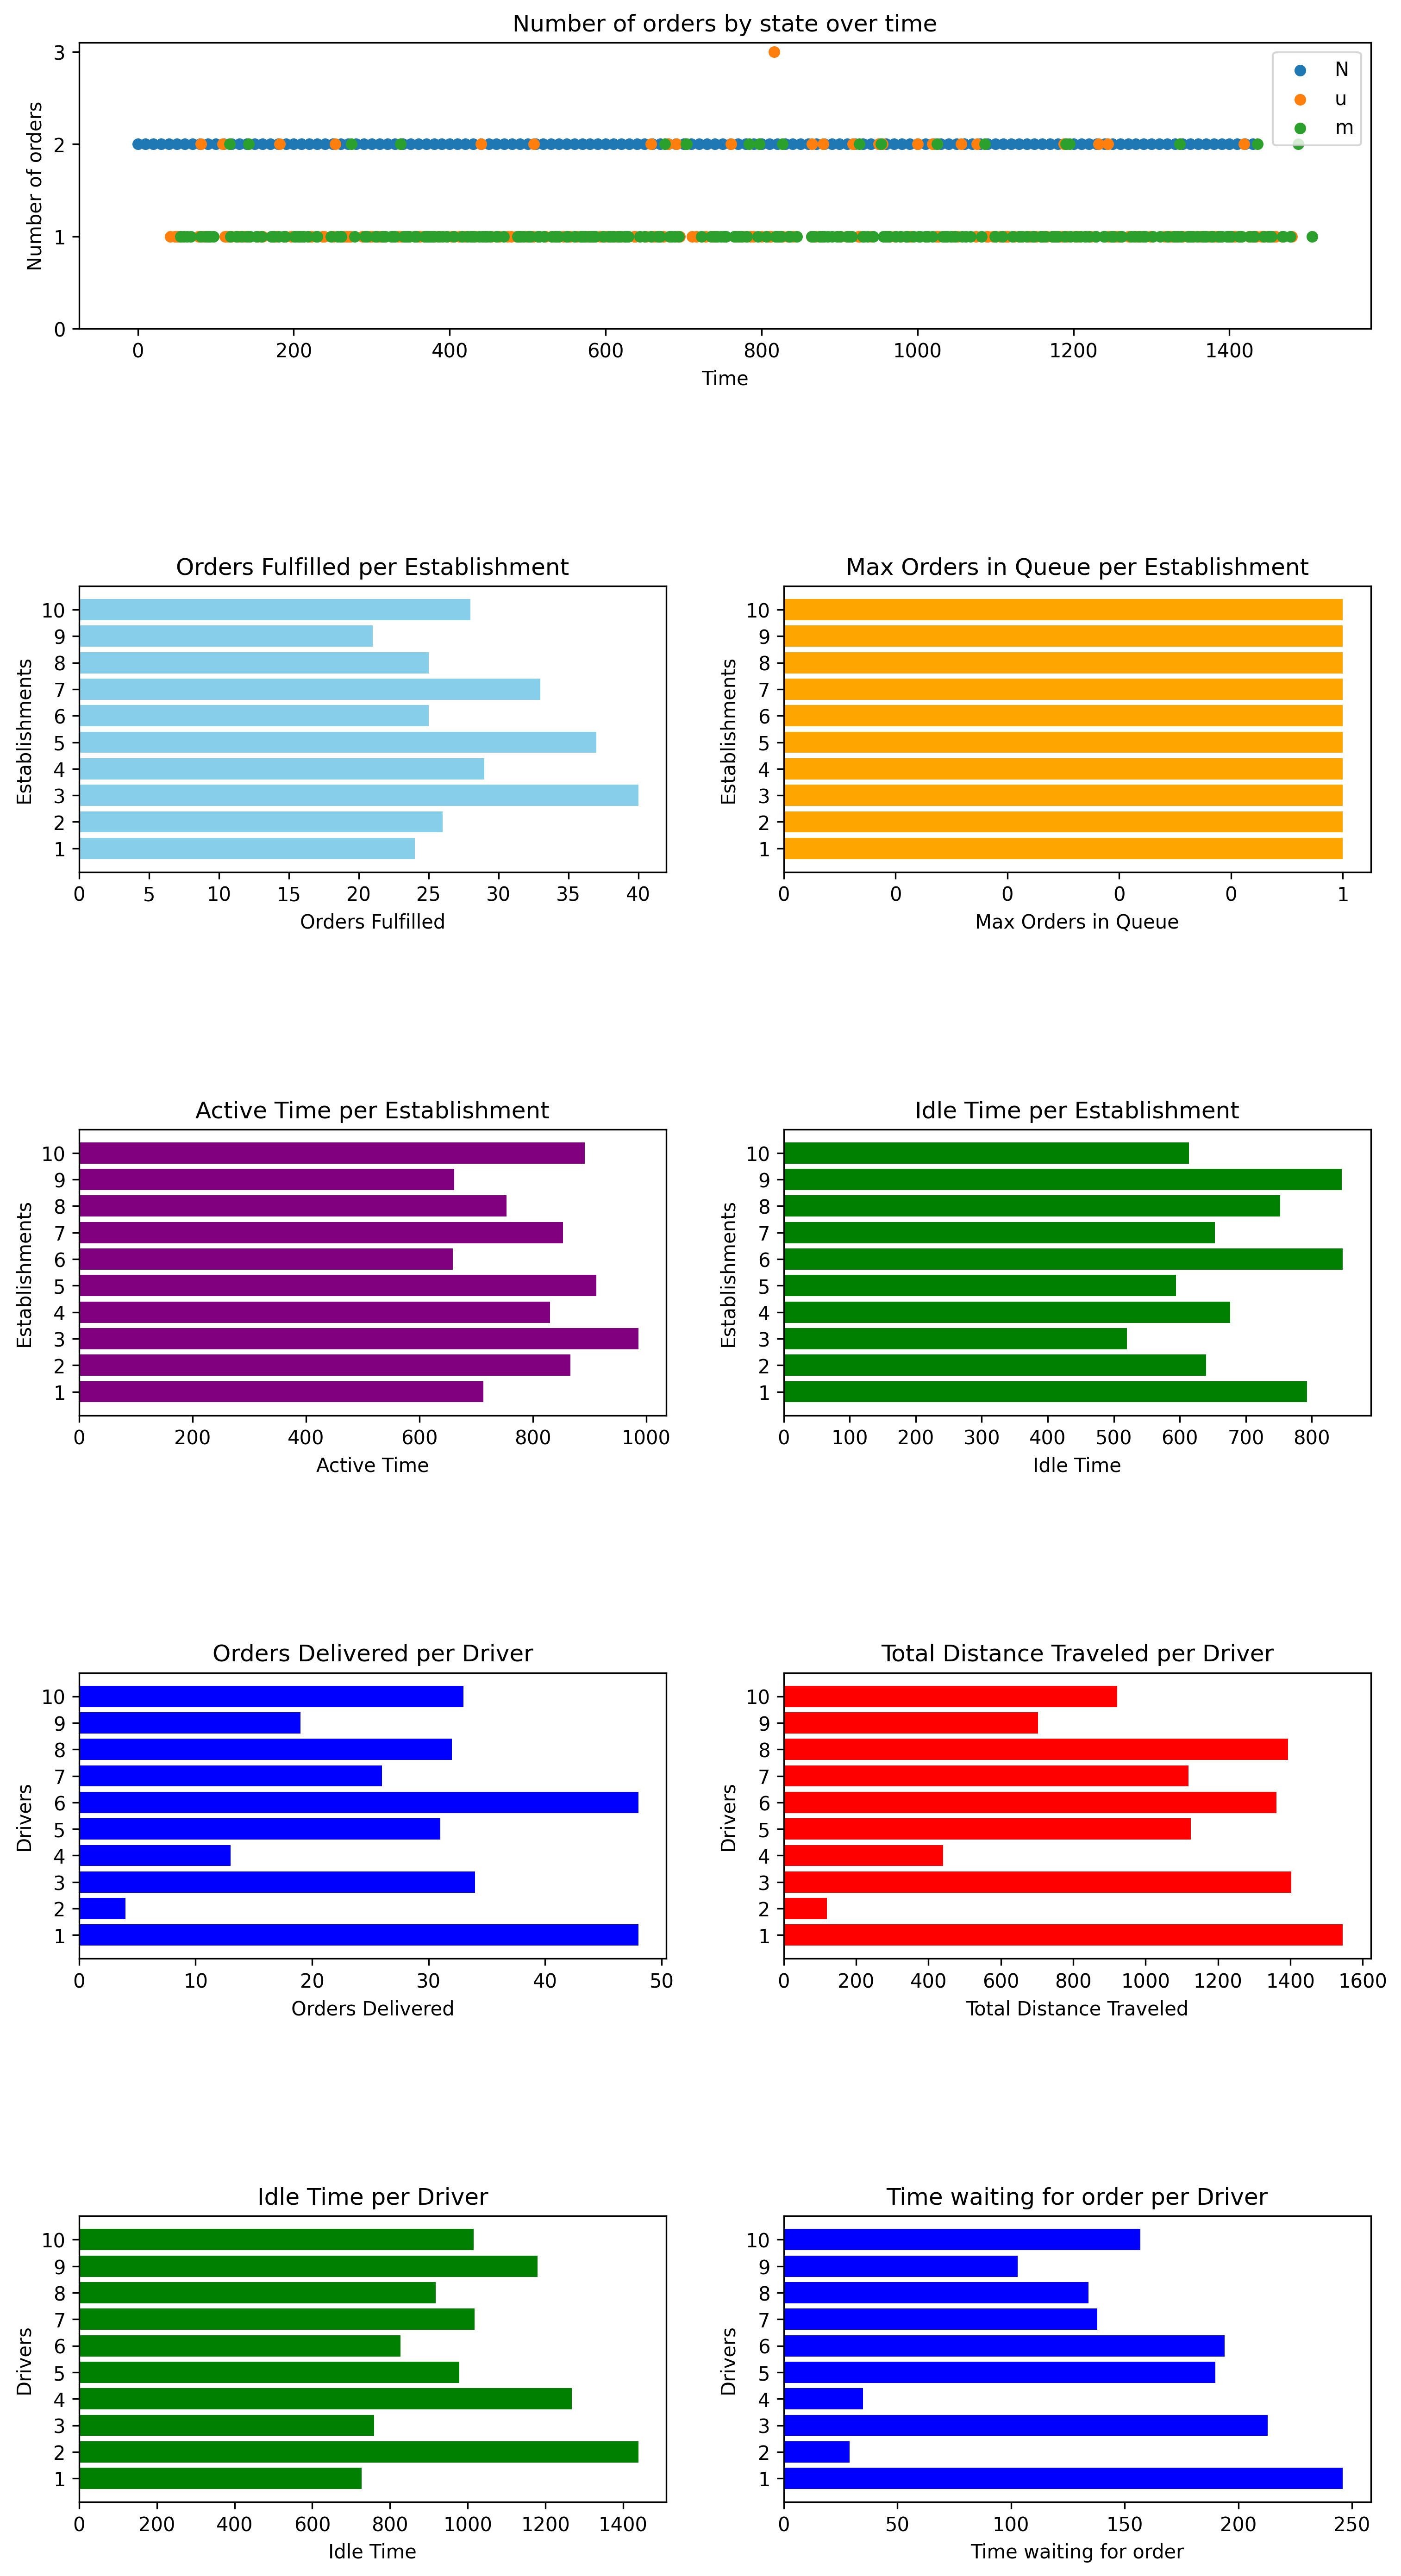 Number of orders by state over time
Number of orders
3
2
1
0
N
u
m
0 200 400 600 800 1000 1200 1400
Time
Orders Fulfilled per Establishment
Establishments
10
9
8
7
6
5
4
3
2
1
0 5 10 15 20 25 30 35 40
Orders Fulfilled
Max Orders in Queue per Establishment
Establishments
10
9
8
7
6
5
4
3
2
1
0 0 0 0 0 1
Max Orders in Queue
Active Time per Establishment
Establishments
10
9
8
7
6
5
4
3
2
1
0 200 400 600 800 1000
Active Time
Idle Time per Establishment
Establishments
10
9
8
7
6
5
4
3
2
1
0 100 200 300 400 500 600 700 800
Idle Time
Orders Delivered per Driver
Drivers
10
9
8
7
6
5
4
3
2
1
0 10 20 30 40 50
Orders Delivered
Total Distance Traveled per Driver
Drivers
10
9
8
7
6
5
4
3
2
1
0 200 400 600 800 1000 1200 1400 1600
Total Distance Traveled
Idle Time per Driver
Drivers
10
9
8
7
6
5
4
3
2
1
0 200 400 600 800 1000 1200 1400
Idle Time
Time waiting for order per Driver
Drivers
10
9
8
7
6
5
4
3
2
1
0 50 100 150 200 250
Time waiting for order